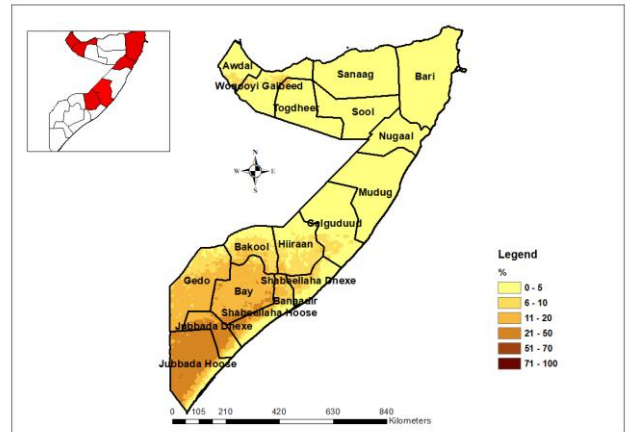 Awdal
Woqooyi Galbeed
Togdheer
Sanaag
Sool
Bari
Nugaal
Mudug
Galguduud
Hiiraan
Bakool
Gedo
Bay
Shabeellaha Dhexe
Banaadir
Shabeellaha Hoose
Jubbada Dhexe
Jubbada Hoose
N
W
E
S
Legend
%
0 - 5
6 - 10
11 - 20
21 - 50
51 - 70
71 - 100
0 105 210 420 630 840
Kilometers